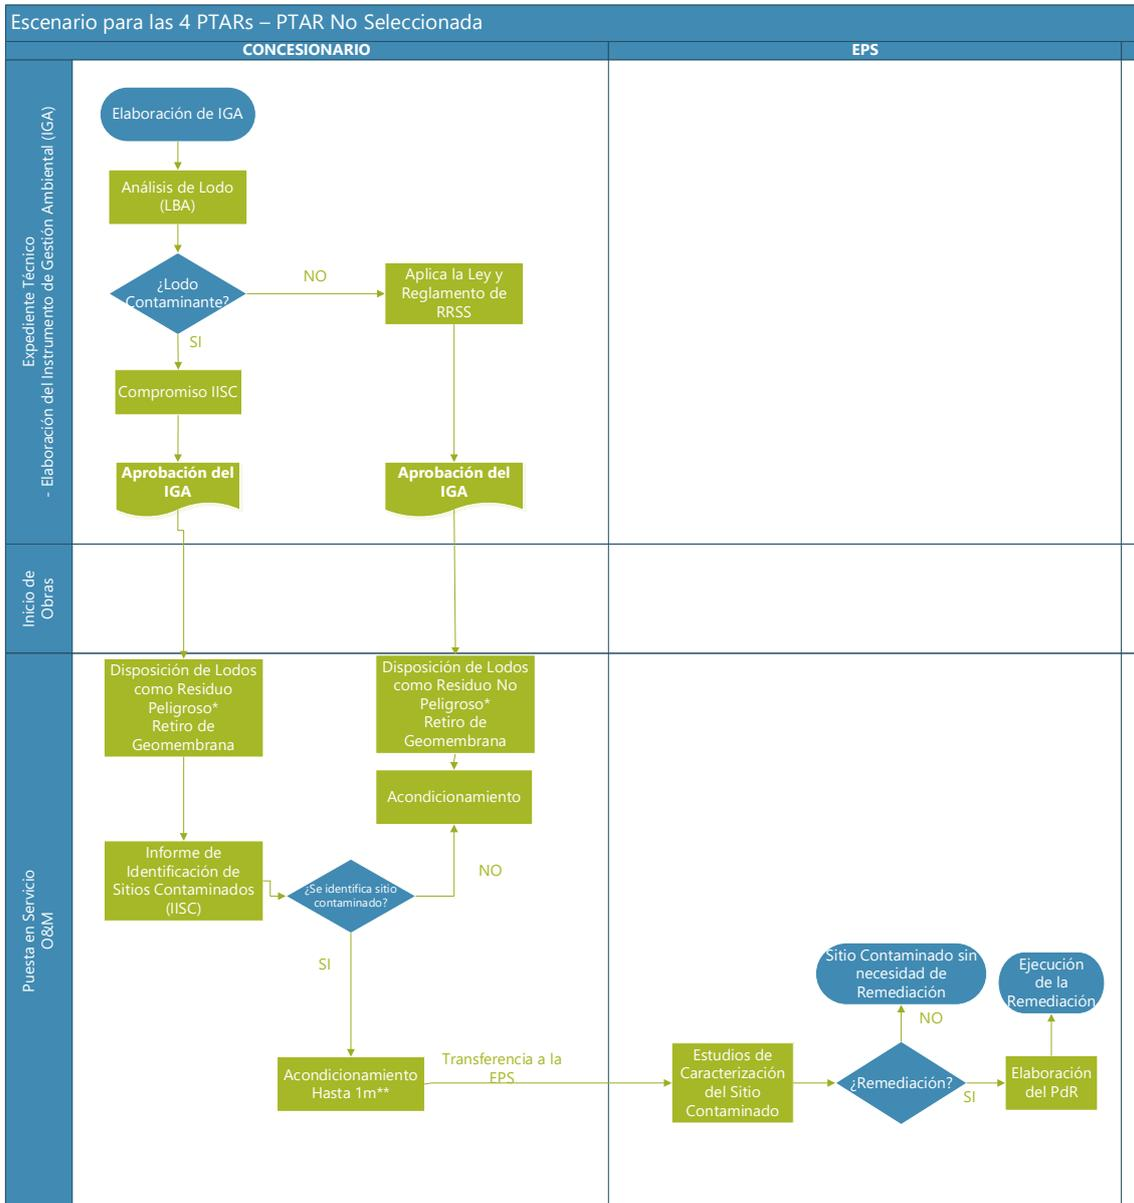 Escenario para las 4 PTARs – PTAR No Seleccionada
CONCESIONARIO
EPS
Expediente Técnico
- Elaboración del Instrumento de Gestión Ambiental (IGA)
Elaboración de IGA
Análisis de Lodo
(LBA)
¿Lodo
Contaminante?
NO
Aplica la Ley y
Reglamento de
RRSS
SI
Compromiso IISC
Aprobación del
IGA
Aprobación del
IGA
Inicio de
Obras
Puesta en Servicio
O&M
Disposición de Lodos
como Residuo
Peligroso*
Retiro de
Geomembrana
Disposición de Lodos
como Residuo No
Peligroso*
Retiro de
Geomembrana
Acondicionamiento
Informe de
Identificación de
Sitios Contaminados
(IISC)
¿Se identifica sitio
contaminado?
NO
SI
Acondicionamiento
Hasta 1m**
Transferencia a la
EPS
Estudios de
Caracterización
del Sitio
Contaminado
¿Remediación?
NO
Sitio Contaminado sin
necesidad de
Remediación
SI
Elaboración
del PdR
Ejecución
de la
Remediación